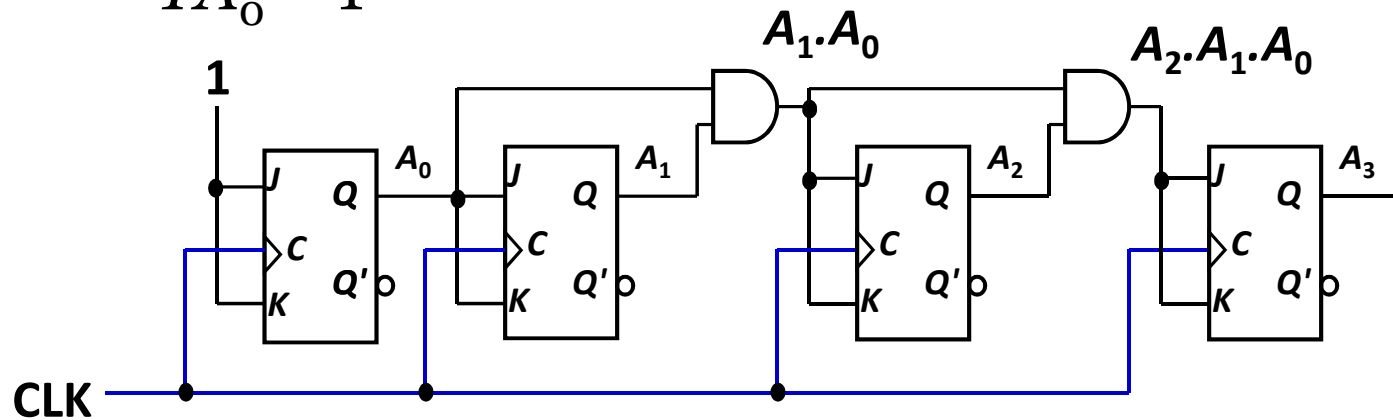 1
A₁.A₀
A₂.A₁.A₀
J Q A₀ J Q A₁ J Q A₂ J Q A₃
C C C C
K Q' K Q' K Q' K Q'
CLK